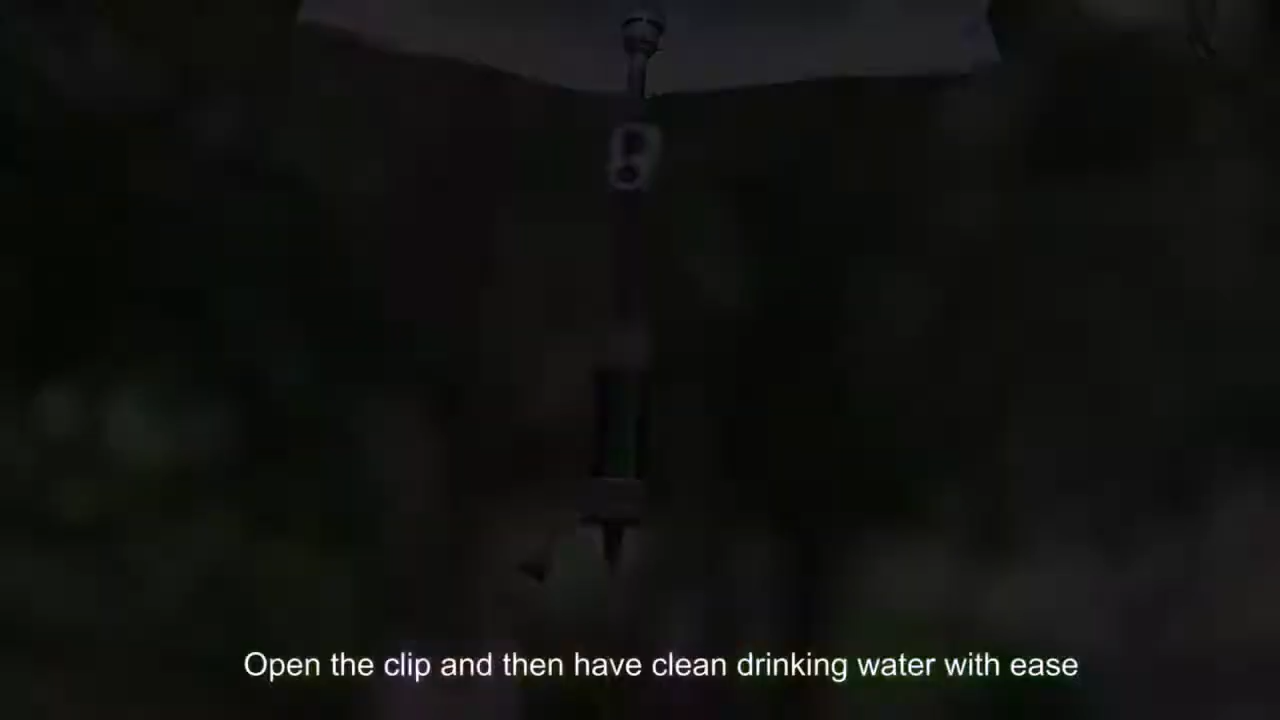 Open the clip and then have clean drinking water with ease